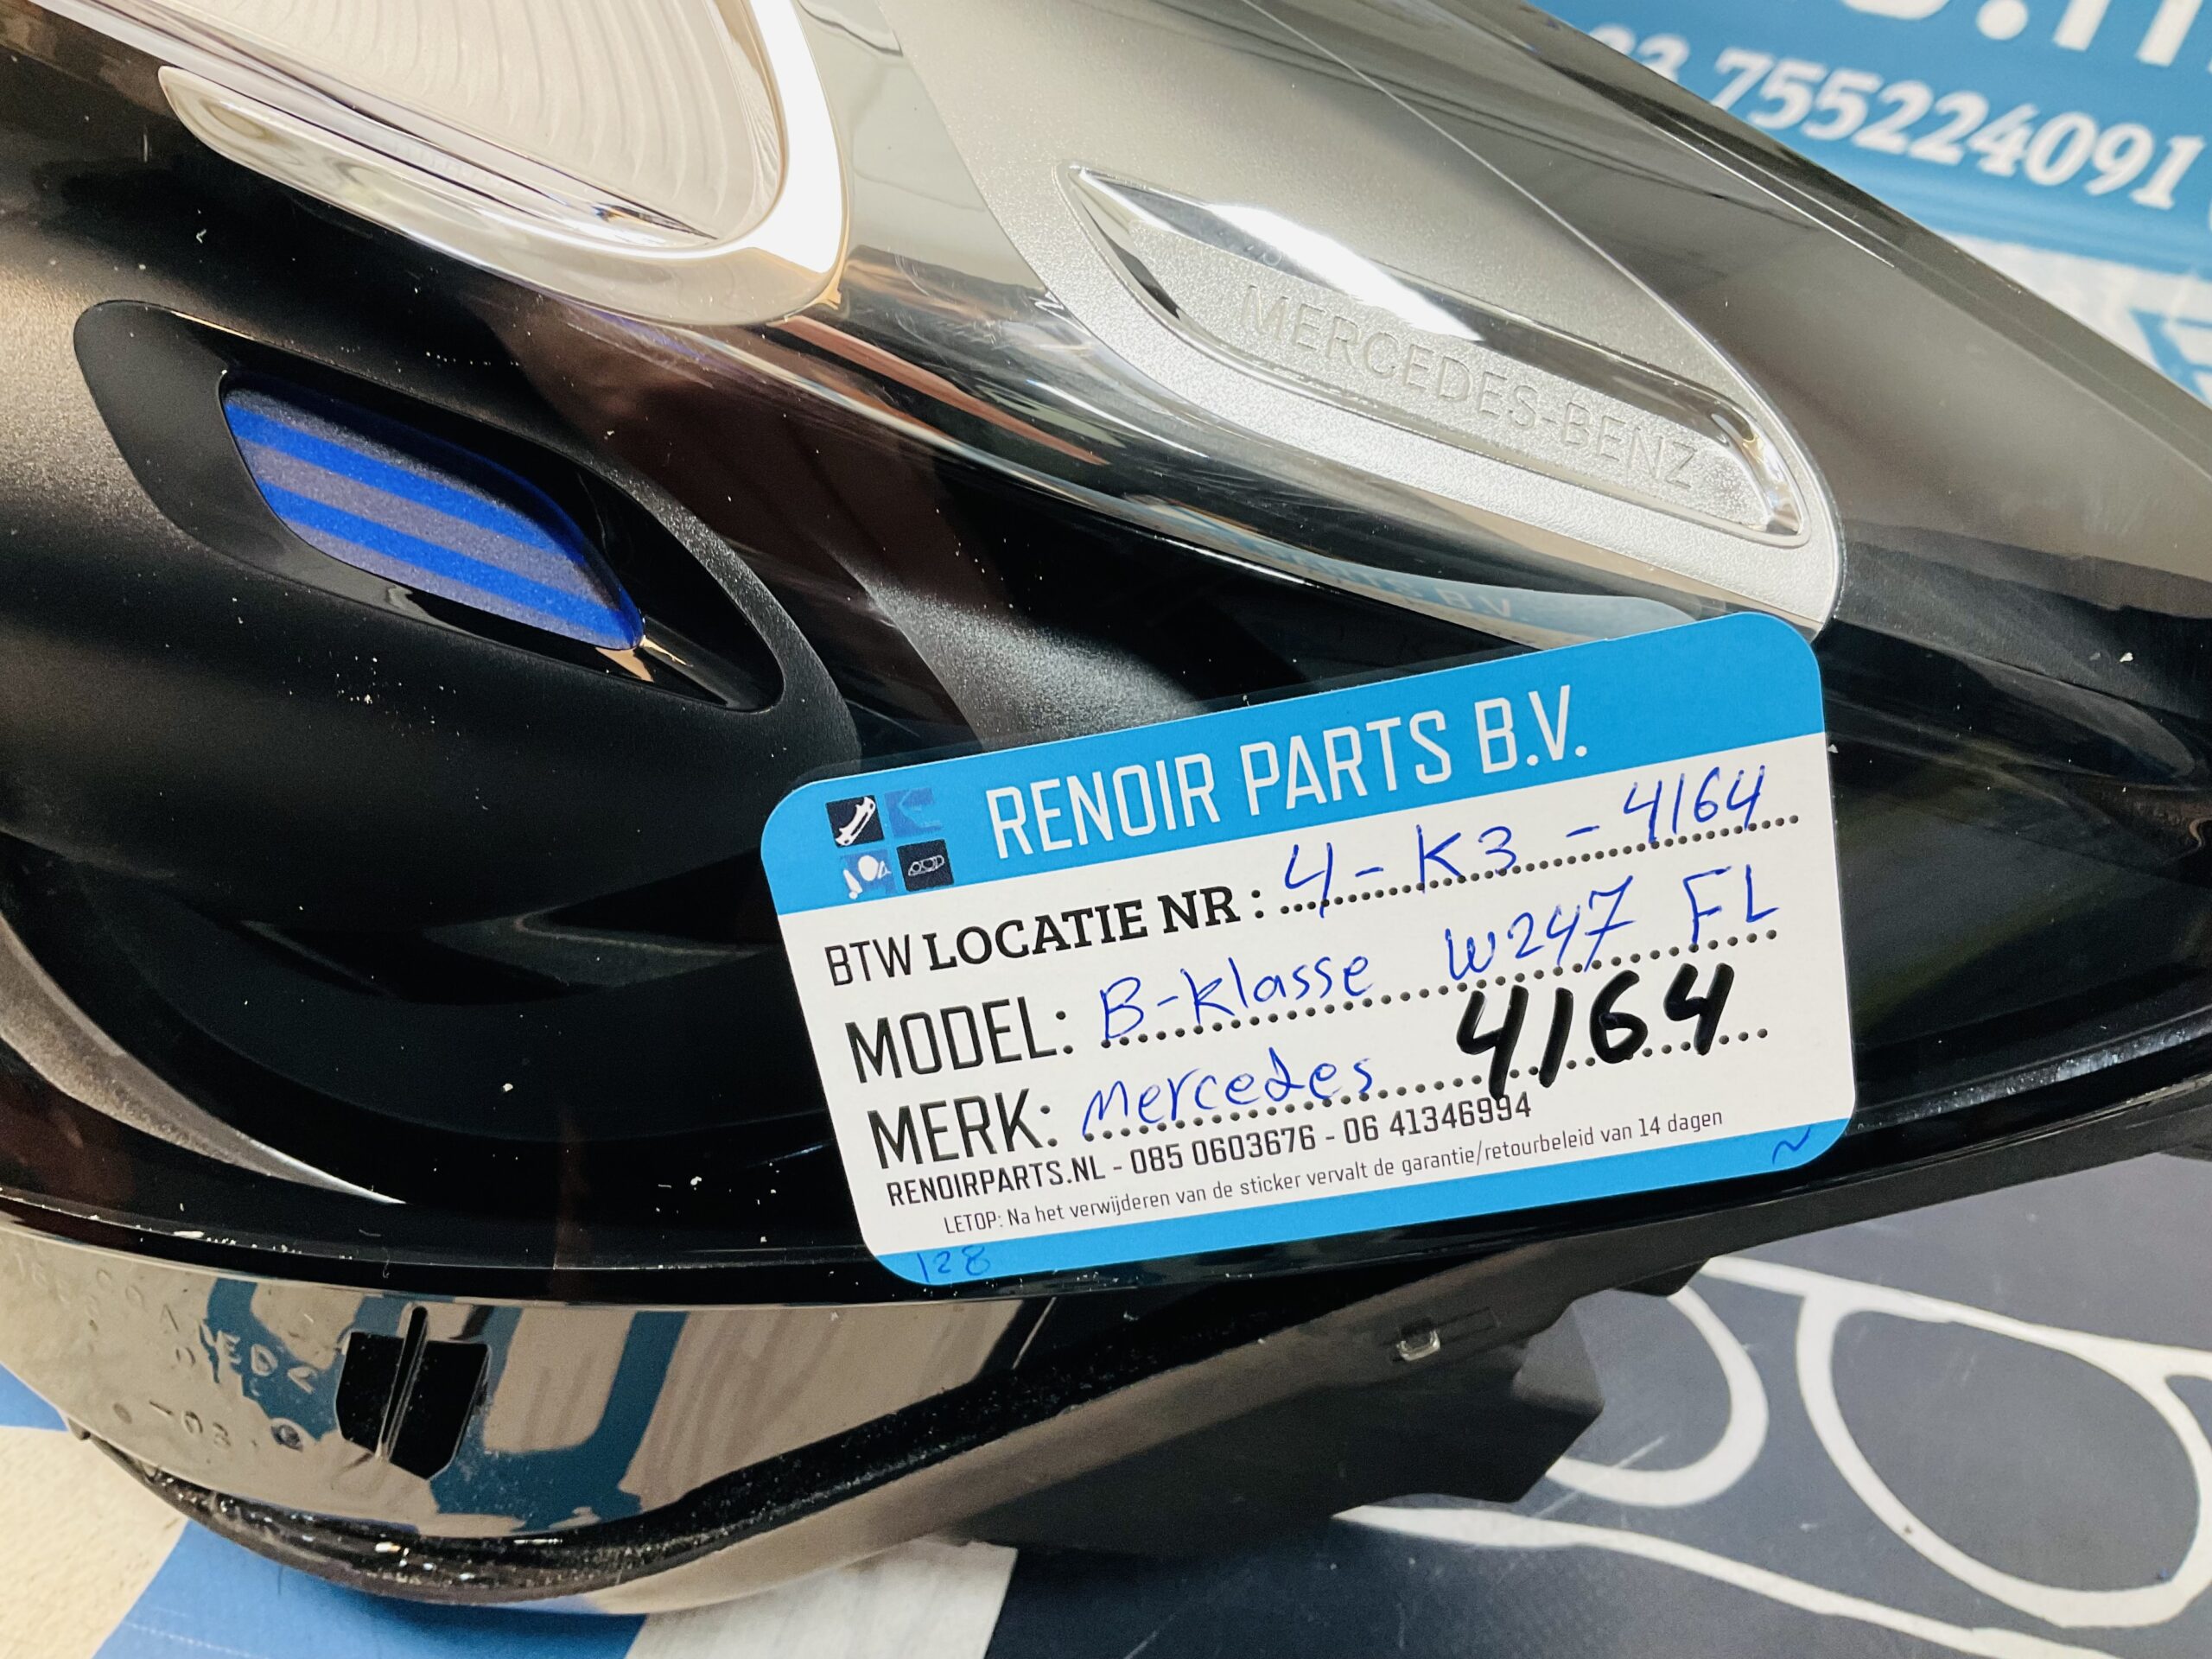 755224091
MERCEDES-BENZ
RENOIR PARTS B.V.
BTW LOCATIE NR: 4-K3-4164
MODEL: B-klasse W247 FL
MERK: Mercedes 4164
RENOIRPARTS.NL - 085 0603676 - 06 41346994
LETOP: Na het verwijderen van de sticker vervalt de garantie/retourbeleid van 14 dagen
128